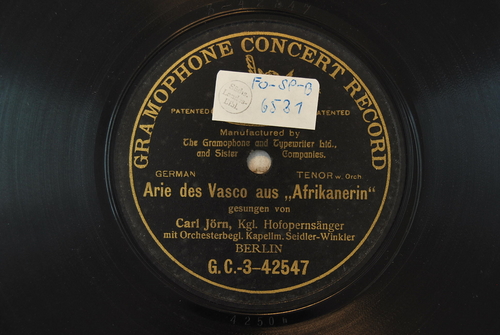 GRAMOPHONE CONCERT RECORD
FO-SP-B
6581
PATENTED
PATENTED
Manufactured by
The Gramophone and Typewriter Ltd.,
and Sister Companies.
GERMAN
TENOR w. Orch
Arie des Vasco aus „Afrikanerin“
gesungen von
Carl Jörn, Kgl. Hofopernsänger
mit Orchesterbegl. Kapellm. Seidler-Winkler
BERLIN
G.C.-3-42547